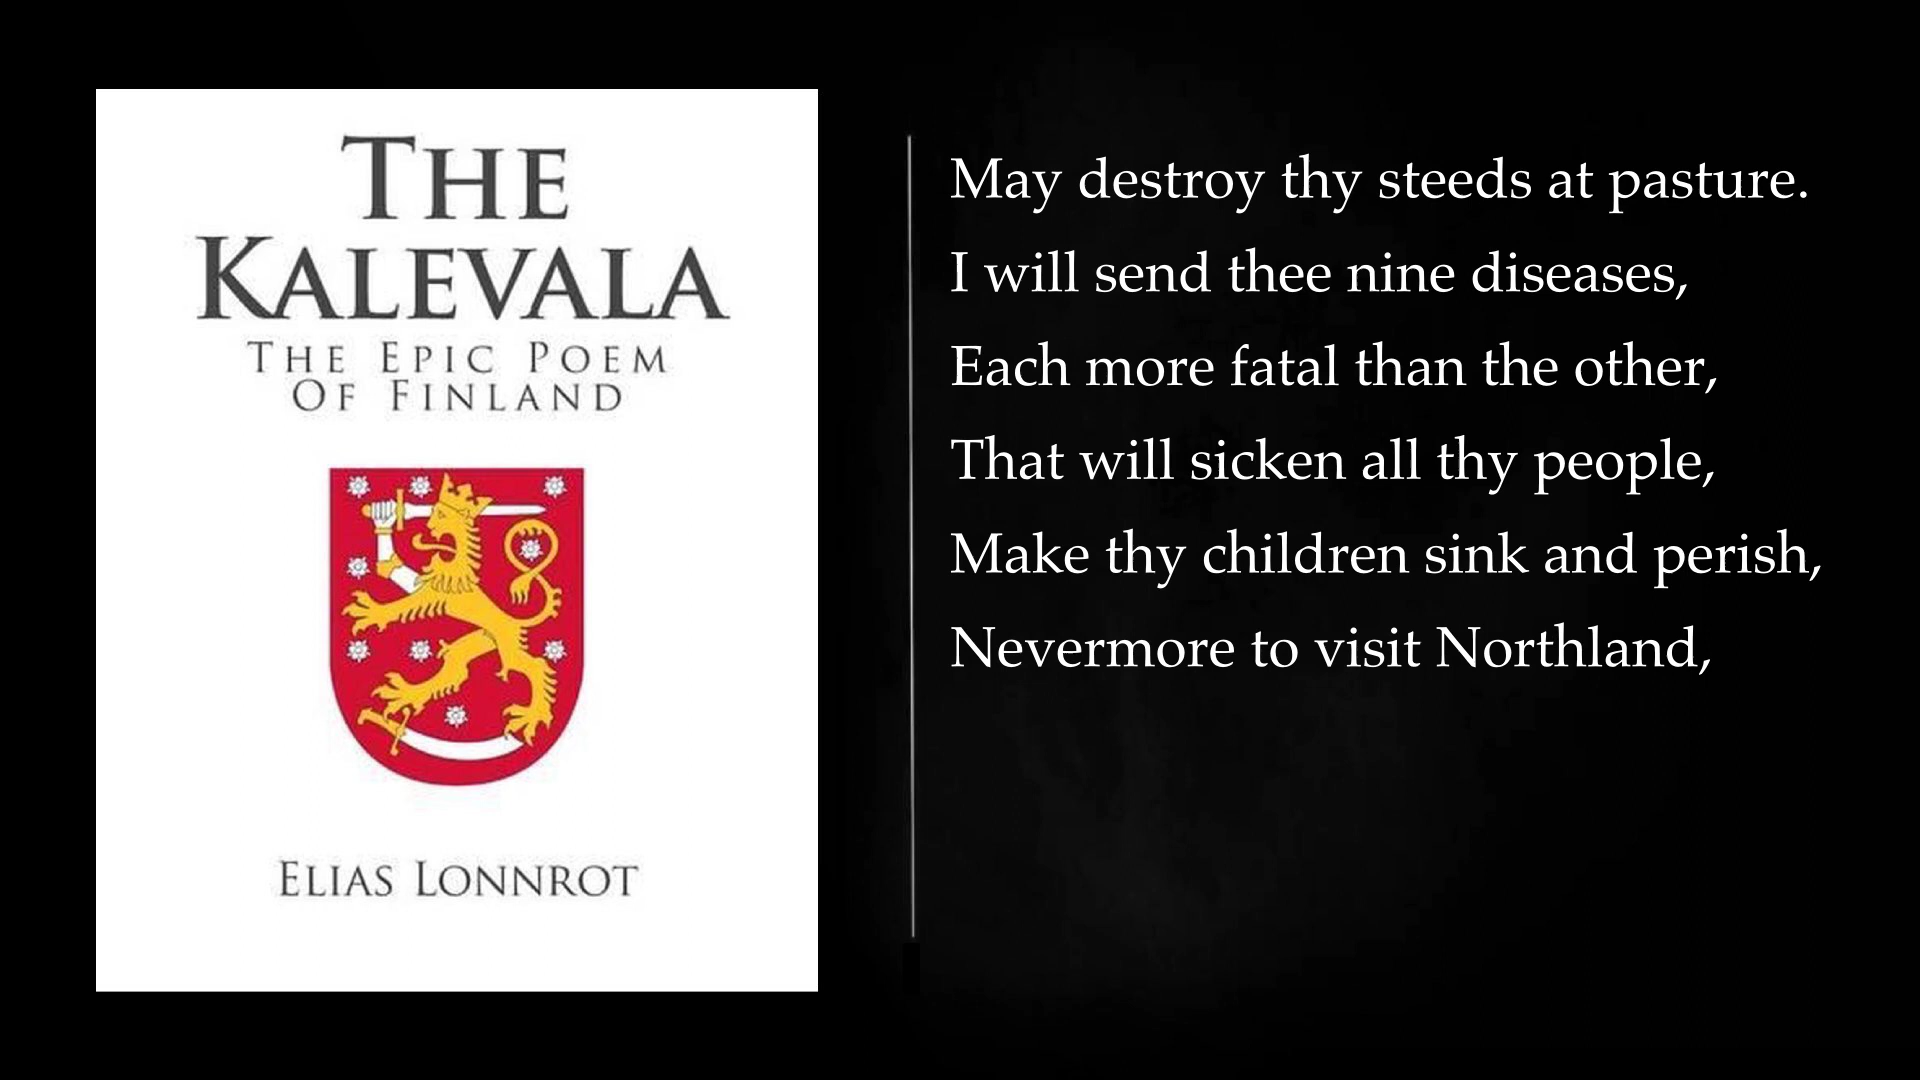 THE
KALEVALA
THE EPIC POEM
OF FINLAND
ELIAS LONNROT
May destroy thy steeds at pasture.
I will send thee nine diseases,
Each more fatal than the other,
That will sicken all thy people,
Make thy children sink and perish,
Nevermore to visit Northland,